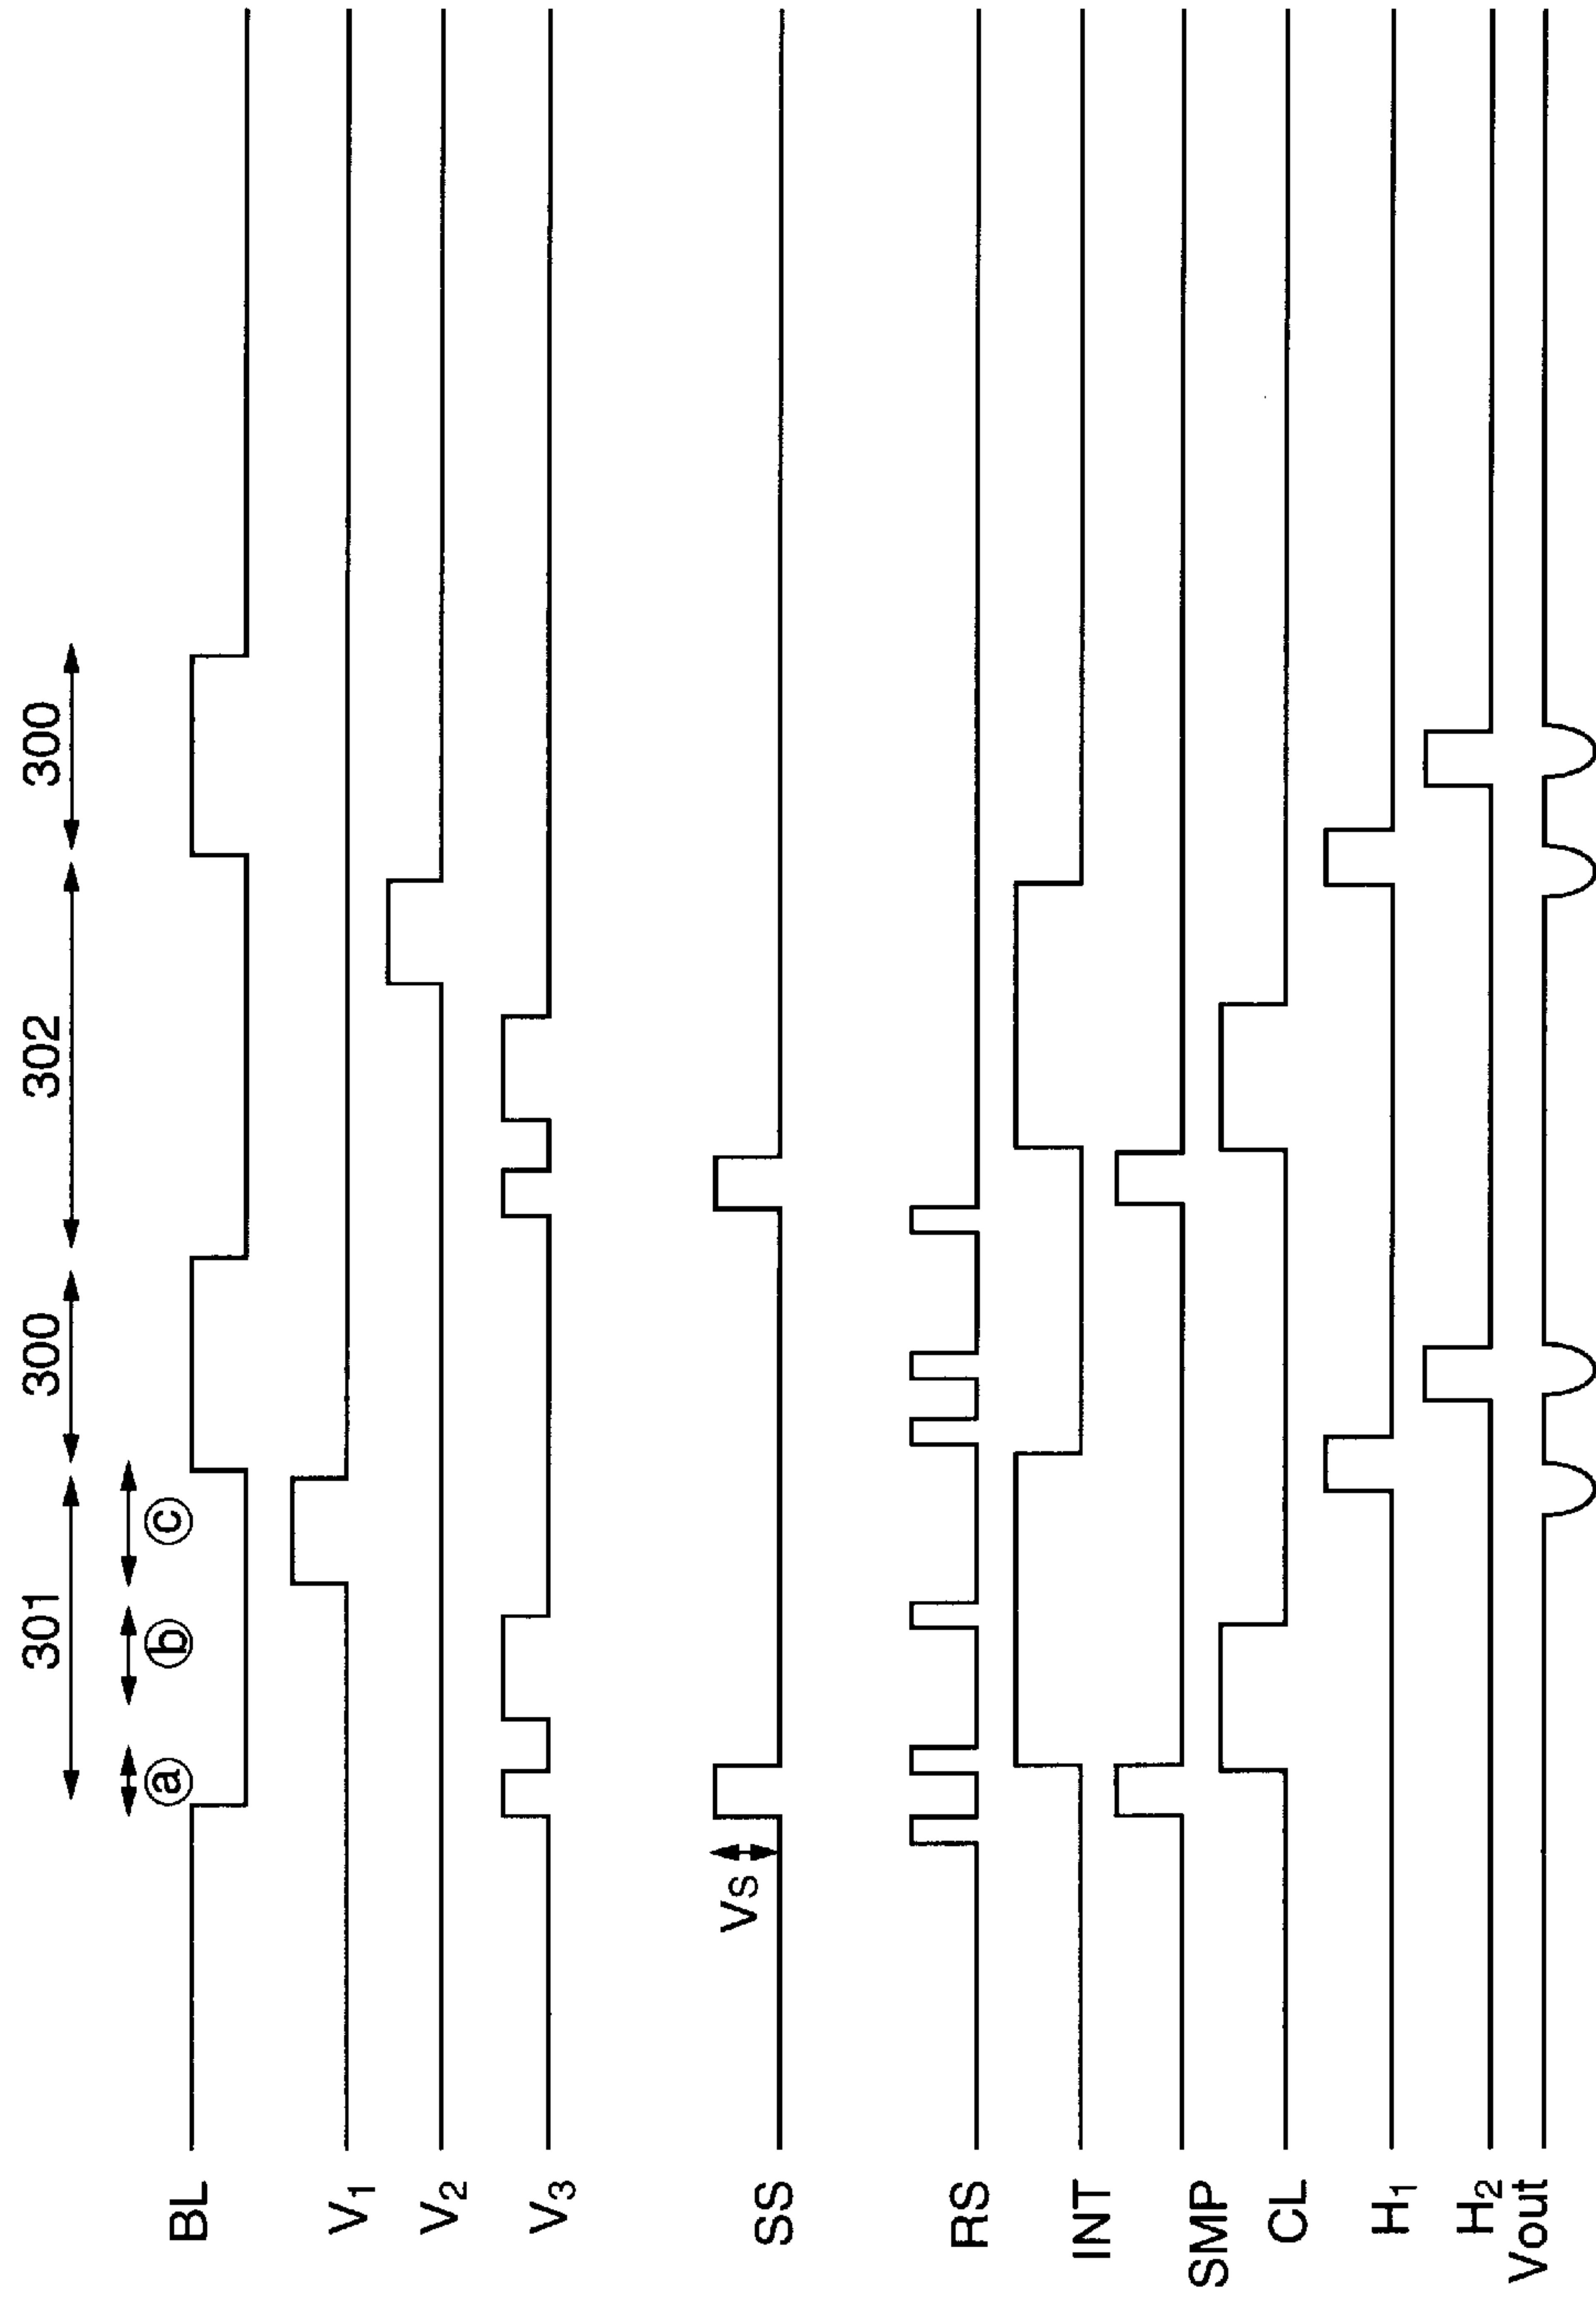 301 300 302 300
ⓐ ⓑ ⓒ
BL
V₁
V₂
V₃
Vs
SS
RS
INT
SMP
CL
H₁
H₂
Vout